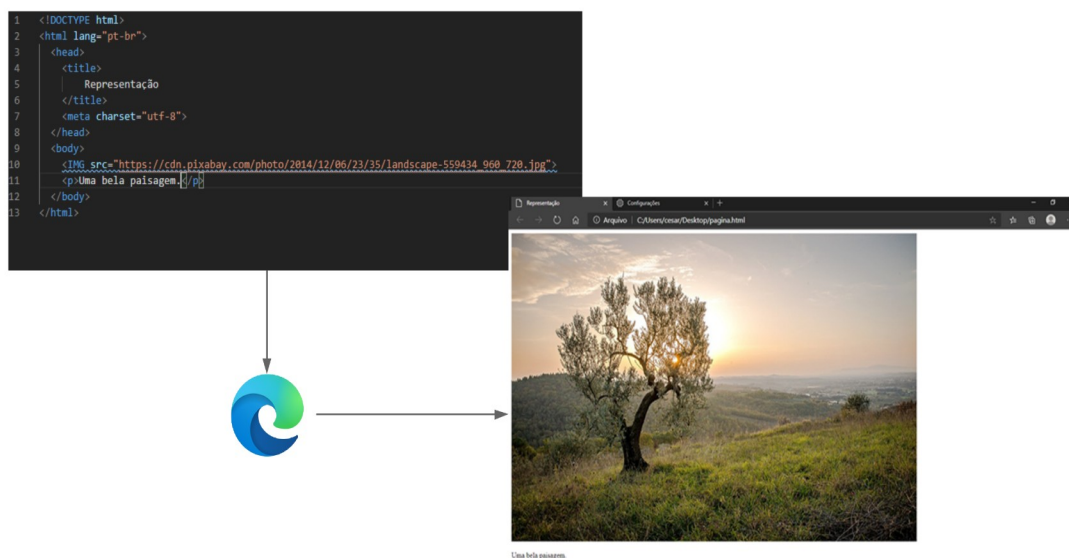 1 <!DOCTYPE html>
2 <html lang="pt-br">
3 <head>
4 <title>
5 Representação
6 </title>
7 <meta charset="utf-8">
8 </head>
9 <body>
10 <IMG src="https://cdn.pixabay.com/photo/2014/12/06/23/35/landscape-559434_960_720.jpg">
11 <p>Uma bela paisagem.</p>
12 </body>
13 </html>
Representação Configurações
Arquivo C:/Users/cesar/Desktop/pagina.html
Uma bela paisagem.